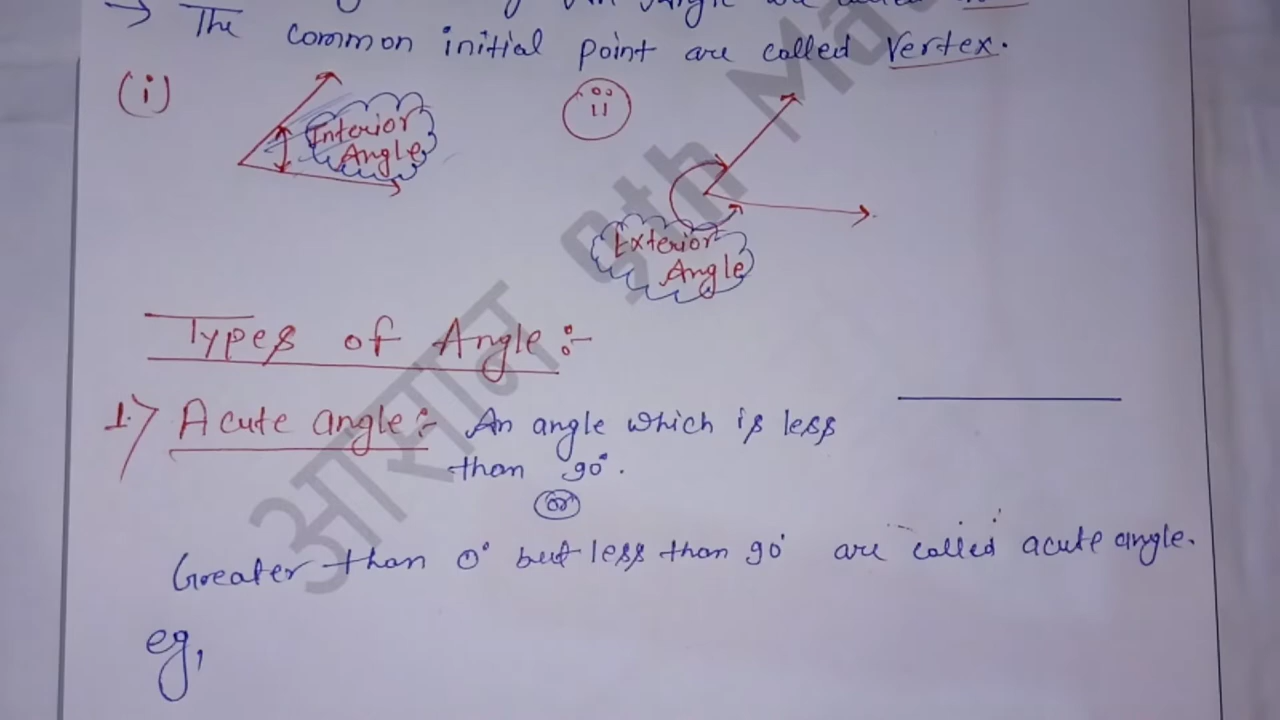 → The common initial point are called Vertex.
(i)
Interior
Angle
ii
Exterior
Angle
Types of Angle :-
1.) Acute angle :- An angle which is less
than 90°.
or
Greater than 0° but less than 90° are called acute angle.
eg,
आसान 9th